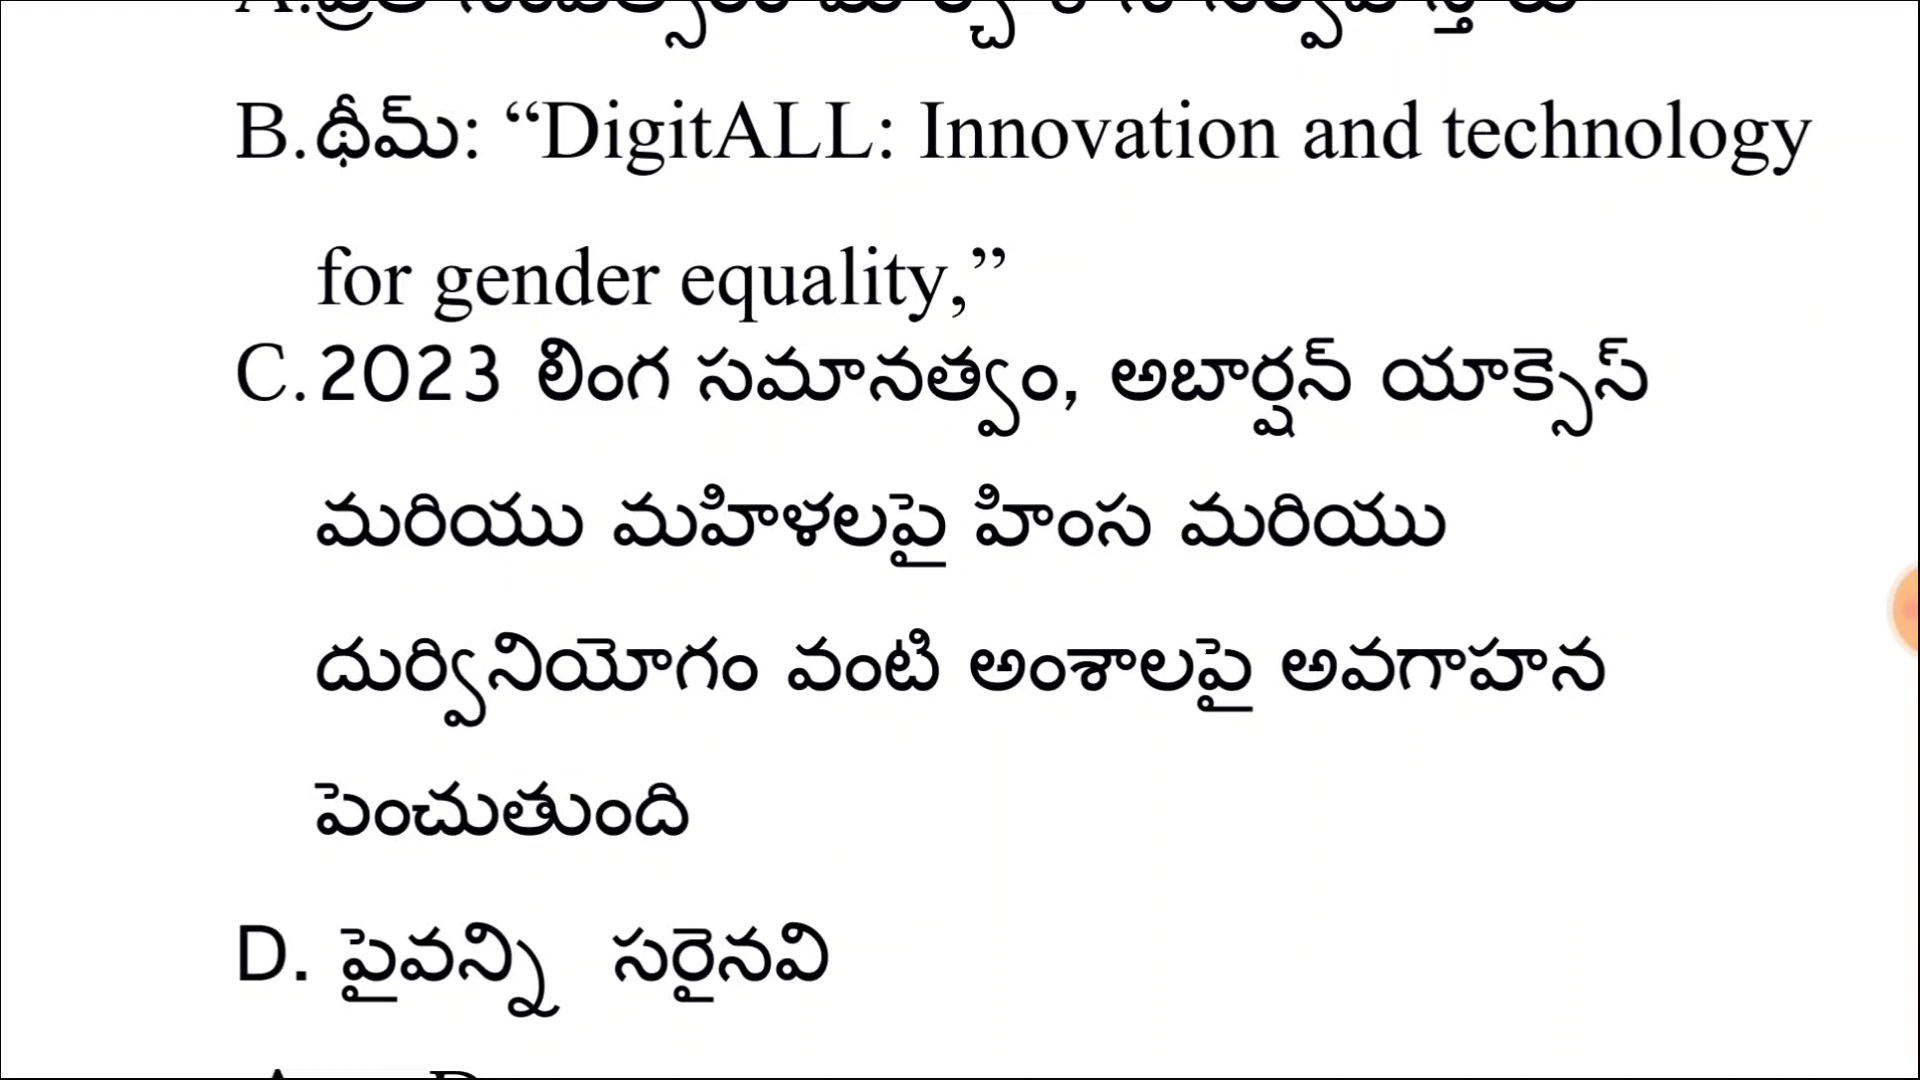 B. థీమ్: “DigitALL: Innovation and technology
for gender equality,”
C. 2023 లింగ సమానత్వం, అబార్షన్ యాక్సెస్
మరియు మహిళలపై హింస మరియు
దుర్వినియోగం వంటి అంశాలపై అవగాహన
పెంచుతుంది
D. పైవన్ని సరైనవి